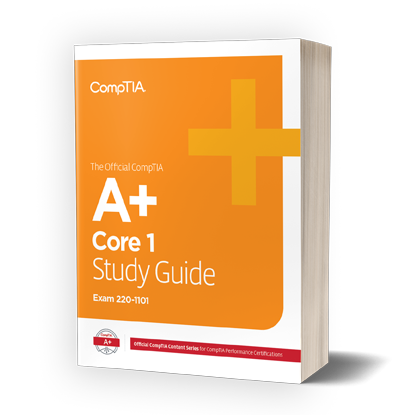 CompTIA.
The Official CompTIA
A+
Core 1
Study Guide
Exam 220-1101
CompTIA
A+
Official CompTIA Content Series for CompTIA Performance Certifications